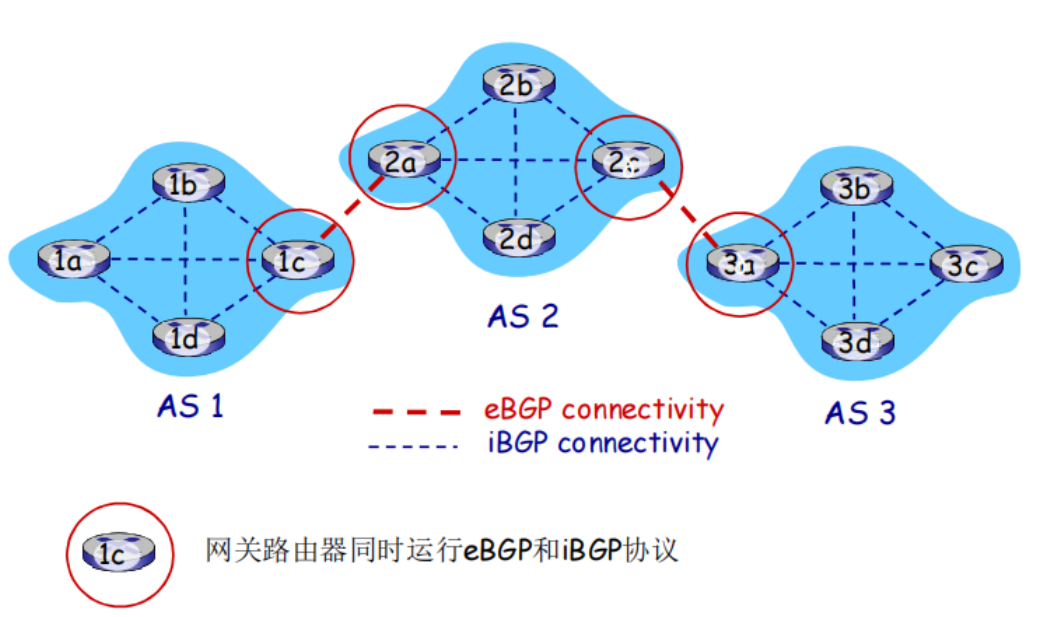 2b
2a
2c
1b
3b
2d
1a
1c
3a
3c
AS 2
1d
3d
AS 1
eBGP connectivity
AS 3
iBGP connectivity
1c
网关路由器同时运行eBGP和iBGP协议